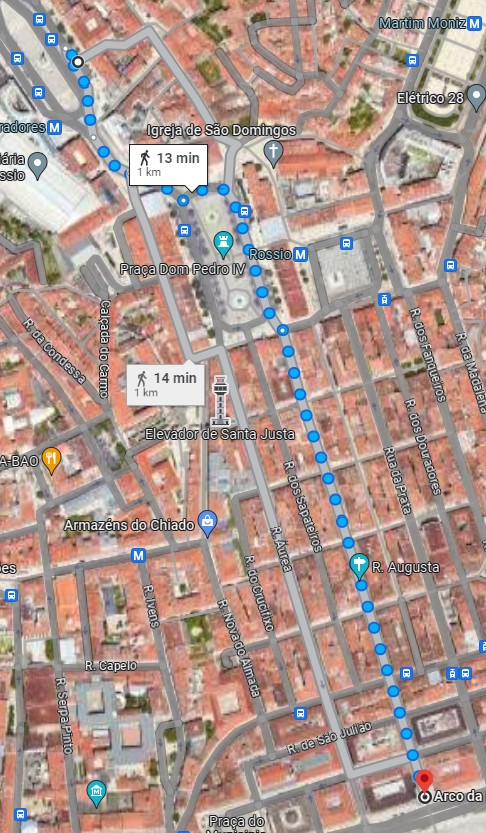 Martim Moniz M
Elétrico 28
radores M
Igreja de São Domingos
13 min
1 km
ária
ssio
Rossio M
Praça Dom Pedro IV
R. da Condessa
Calçada do Carmo
R. dos Fanqueiros
R. da Madalena
14 min
1 km
Elevador de Santa Justa
R. dos Douradores
A-BAO
Rua da Prata
R. dos Sapateiros
Armazéns do Chiado
R. Áurea
M
ões
R. Augusta
R. do Crucifixo
R. Ivens
R. Nova do Almada
R. Capelo
R. Serpa Pinto
R. de São Julião
Arco da
Praça do
Município